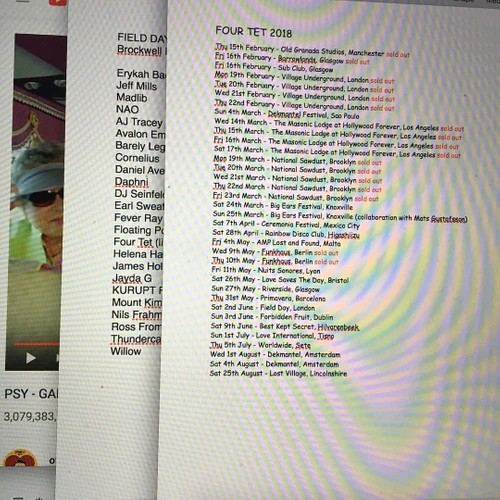 FOUR TET 2018
Thu 15th February - Old Granada Studios, Manchester sold out
Fri 16th February - Barrowlands, Glasgow sold out
Fri 16th February - Sub Club, Glasgow
Mon 19th February - Village Underground, London sold out
Tue 20th February - Village Underground, London sold out
Wed 21st February - Village Underground, London sold out
Thu 22nd February - Village Underground, London sold out
Sun 4th March - Dekmantel Festival, Sao Paulo
Wed 14th March - The Masonic Lodge at Hollywood Forever, Los Angeles sold out
Thu 15th March - The Masonic Lodge at Hollywood Forever, Los Angeles sold out
Fri 16th March - The Masonic Lodge at Hollywood Forever, Los Angeles sold out
Sat 17th March - The Masonic Lodge at Hollywood Forever, Los Angeles sold out
Mon 19th March - National Sawdust, Brooklyn sold out
Tue 20th March - National Sawdust, Brooklyn sold out
Wed 21st March - National Sawdust, Brooklyn sold out
Thu 22nd March - National Sawdust, Brooklyn sold out
Fri 23rd March - National Sawdust, Brooklyn sold out
Sat 24th March - Big Ears Festival, Knoxville
Sun 25th March - Big Ears Festival, Knoxville (collaboration with Mats Gustafsson)
Sat 7th April - Ceremonia Festival, Mexico City
Sat 28th April - Rainbow Disco Club, Higashiizu
Fri 4th May - AMP Lost and Found, Malta
Wed 9th May - Funkhaus, Berlin sold out
Thu 10th May - Funkhaus, Berlin sold out
Fri 11th May - Nuits Sonores, Lyon
Sat 26th May - Love Saves The Day, Bristol
Sun 27th May - Riverside, Glasgow
Thu 31st May - Primavera, Barcelona
Sat 2nd June - Field Day, London
Sun 3rd June - Forbidden Fruit, Dublin
Sat 9th June - Best Kept Secret, Hilvarenbeek
Sun 1st July - Love International, Tisno
Thu 5th July - Worldwide, Sete
Wed 1st August - Dekmantel, Amsterdam
Sat 4th August - Dekmantel, Amsterdam
Sat 25th August - Lost Village, Lincolnshire
FIELD DAY
Brockwell
Erykah Ba
Jeff Mills
Madlib
NAO
AJ Tracey
Avalon Em
Barely Leg
Cornelius
Daniel Ave
Daphni
DJ Seinfel
Earl Sweat
Fever Ray
Floating Po
Four Tet (li
Helena Ha
James Hol
Jayda G
KURUPT F
Mount Kim
Nils Frahm
Ross From
Thunderca
Willow
PSY - GA
3,079,383,